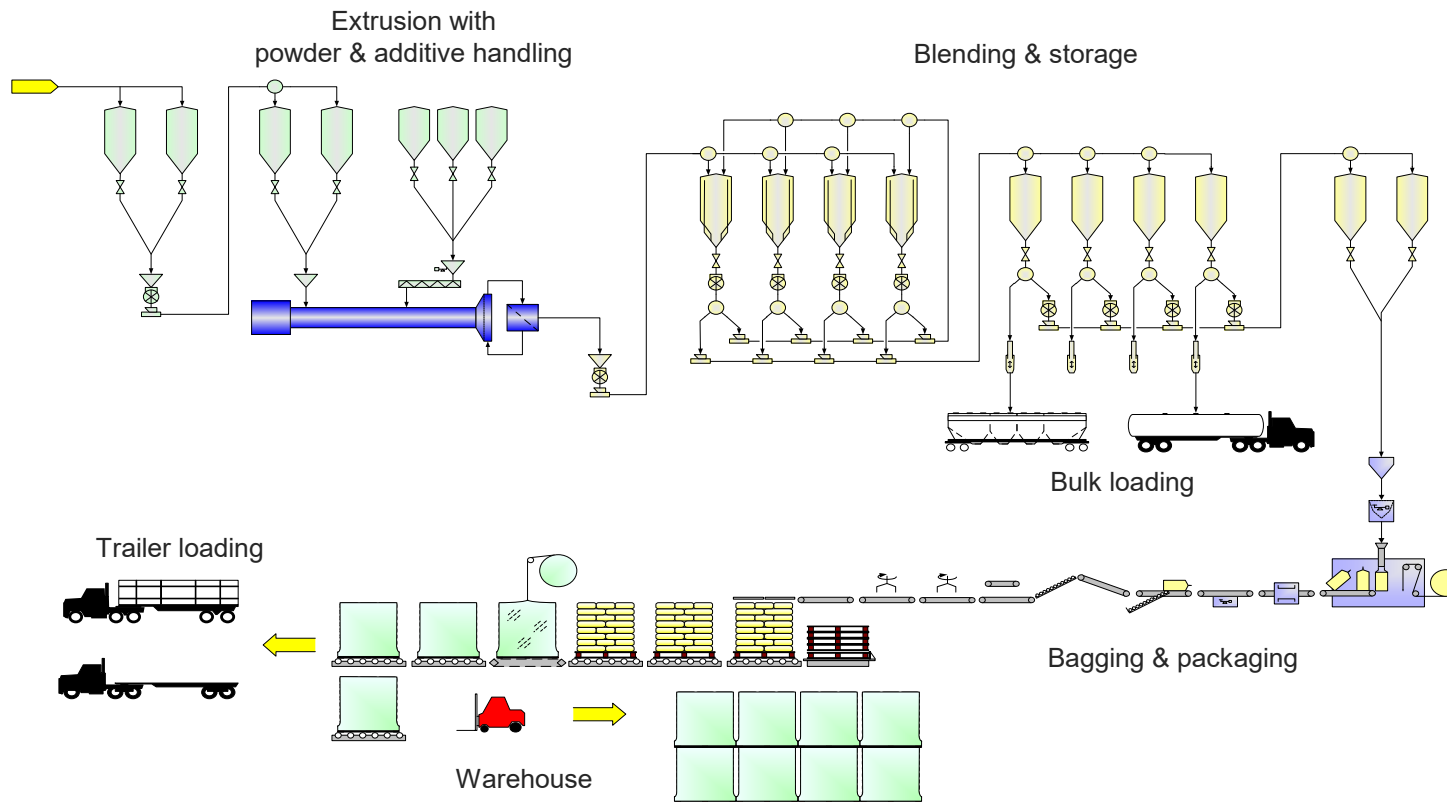 Extrusion with
powder & additive handling
Blending & storage
Bulk loading
Trailer loading
Bagging & packaging
Warehouse